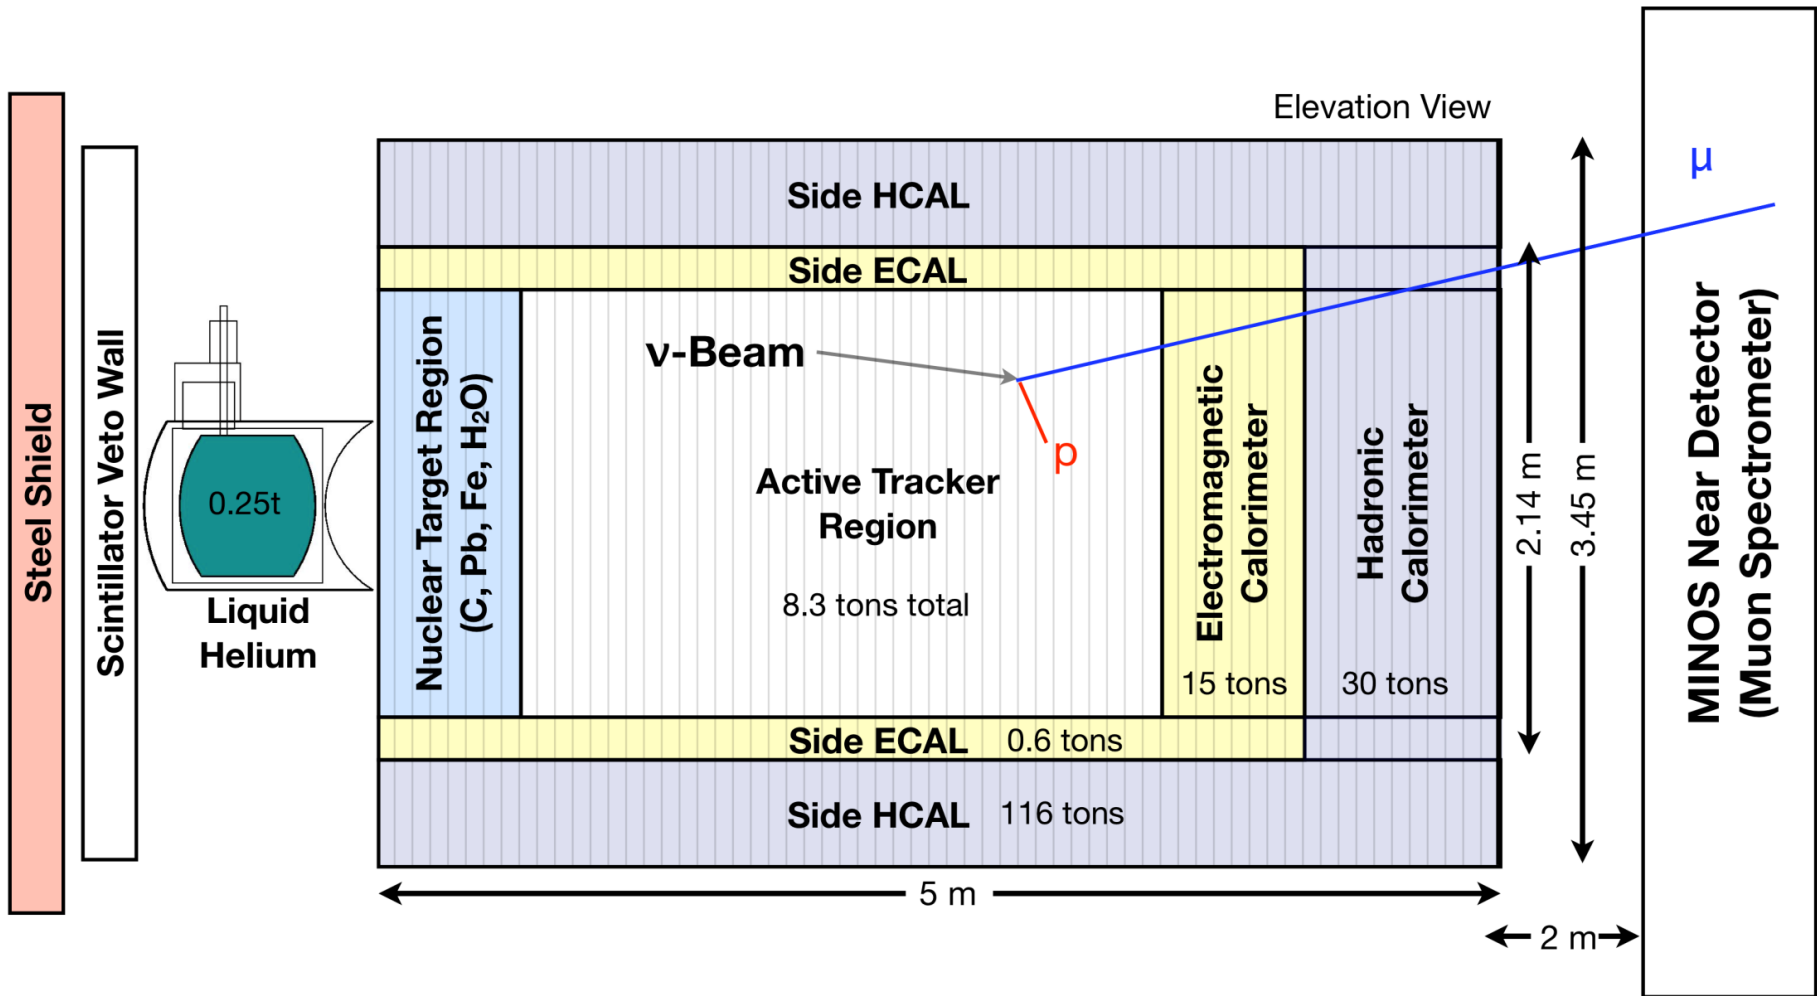 Elevation View
Steel Shield
Scintillator Veto Wall
0.25t
Liquid
Helium
Side HCAL
Side ECAL
Nuclear Target Region
(C, Pb, Fe, H₂O)
ν-Beam
p
μ
Active Tracker
Region
8.3 tons total
Electromagnetic
Calorimeter
15 tons
Hadronic
Calorimeter
30 tons
Side ECAL 0.6 tons
Side HCAL 116 tons
5 m
2 m
2.14 m
3.45 m
MINOS Near Detector
(Muon Spectrometer)